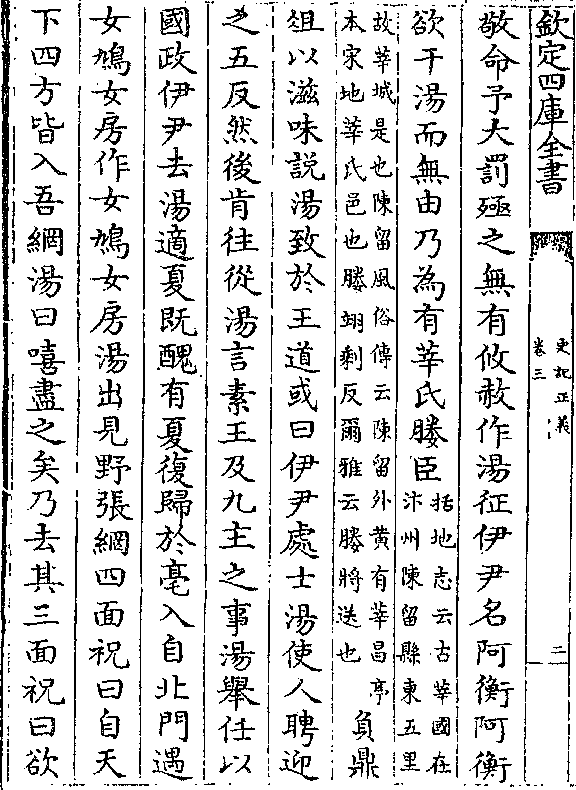 欽定四庫全書
史記正義
卷三
二
敬命予大罰殛之無有攸赦作湯征伊尹名阿衡阿衡
欲干湯而無由乃為有莘氏媵臣
括地志云古莘國在
汴州陳留縣東五里
故莘城是也陳留風俗傳云陳留外黄有莘昌亭
本宋地莘氏邑也媵翊剩反爾雅云媵將送也
負鼎
俎以滋味説湯致於王道或曰伊尹處士湯使人聘迎
之五反然後肯往從湯言素王及九主之事湯舉任以
國政伊尹去湯適夏既醜有夏復歸於亳入自北門遇
女鳩女房作女鳩女房湯出見野張網四面祝曰自天
下四方皆入吾網湯曰嘻盡之矣乃去其三面祝曰欲